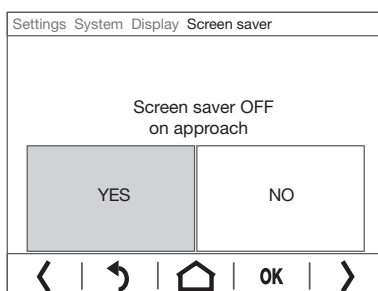 Settings System Display Screen saver
Screen saver OFF
on approach
YES NO
OK